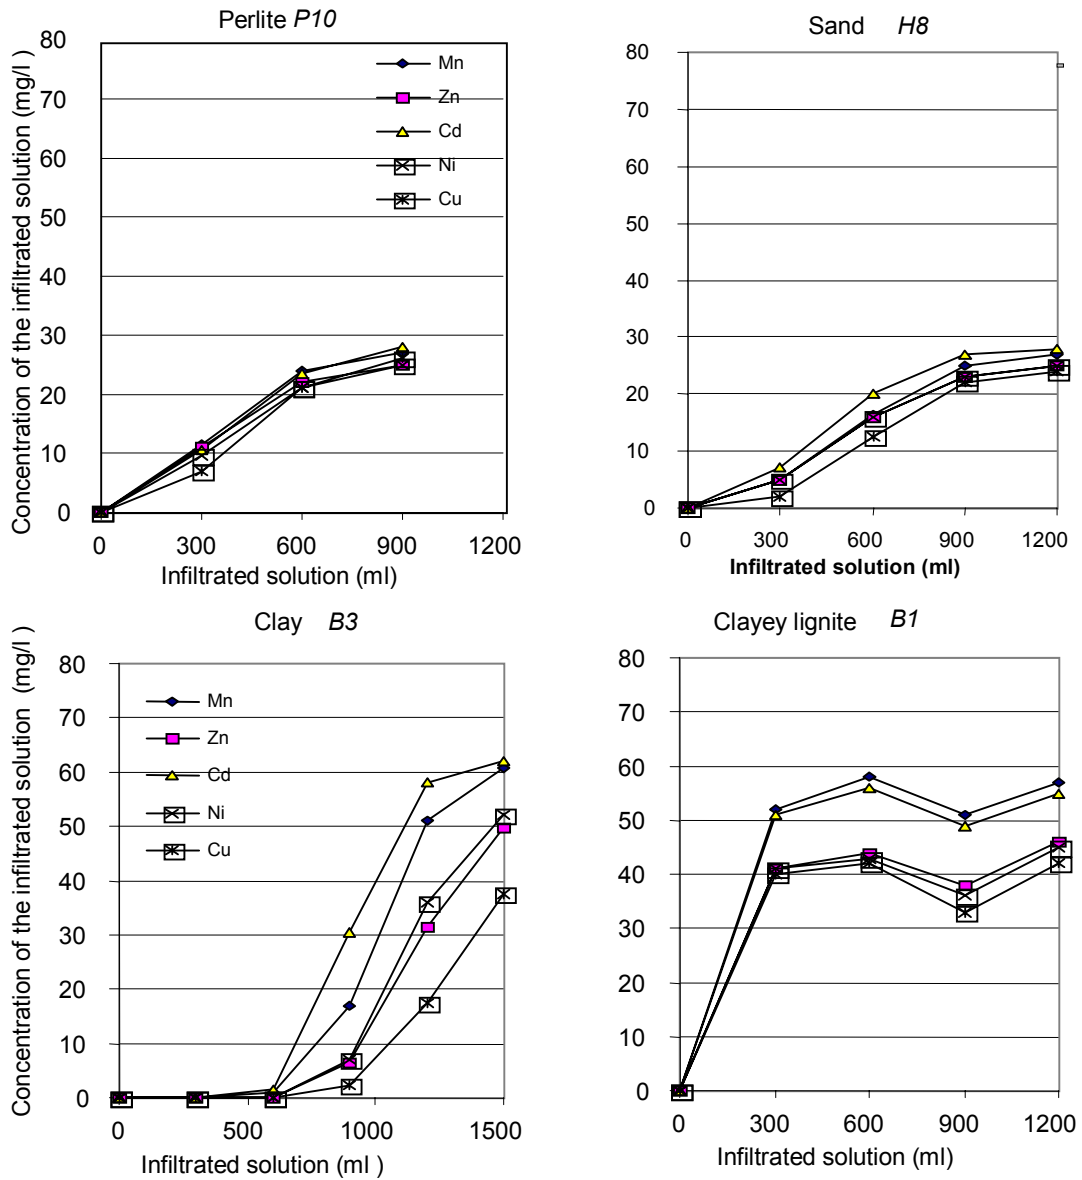 Perlite P10
Concentration of the infiltrated solution (mg/l )
80
70
60
50
40
30
20
10
0
Mn
Zn
Cd
Ni
Cu
0 300 600 900 1200
Infiltrated solution (ml)
Sand H8
80
70
60
50
40
30
20
10
0
0 300 600 900 1200
Infiltrated solution (ml)
Clay B3
Concentration of the infiltrated solution (mg/l )
80
70
60
50
40
30
20
10
0
Mn
Zn
Cd
Ni
Cu
0 500 1000 1500
Infiltrated solution (ml )
Clayey lignite B1
80
70
60
50
40
30
20
10
0
0 300 600 900 1200
Infiltrated solution (ml)